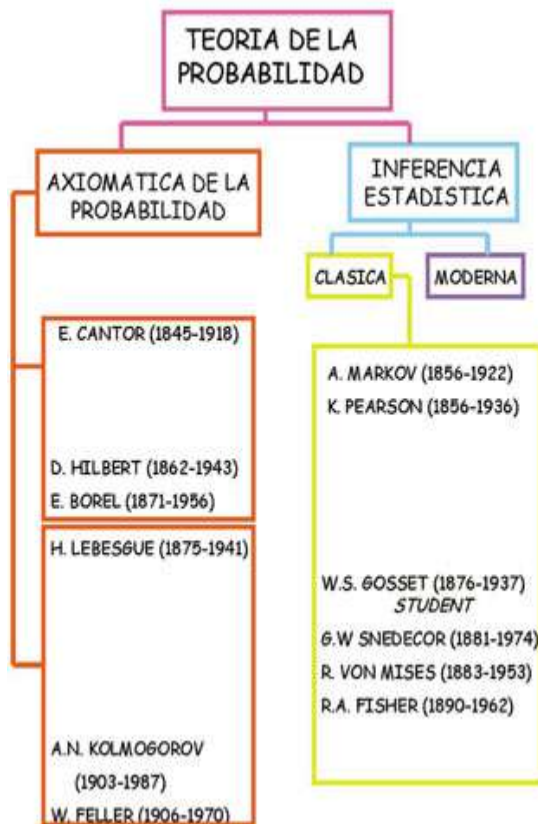 TEORIA DE LA
PROBABILIDAD
AXIOMATICA DE LA
PROBABILIDAD
INFERENCIA
ESTADISTICA
CLASICA
MODERNA
E. CANTOR (1845-1918)
D. HILBERT (1862-1943)
E. BOREL (1871-1956)
H. LEBESGUE (1875-1941)
A.N. KOLMOGOROV
(1903-1987)
W. FELLER (1906-1970)
A. MARKOV (1856-1922)
K. PEARSON (1856-1936)
W.S. GOSSET (1876-1937)
STUDENT
G.W SNEDECOR (1881-1974)
R. VON MISES (1883-1953)
R.A. FISHER (1890-1962)